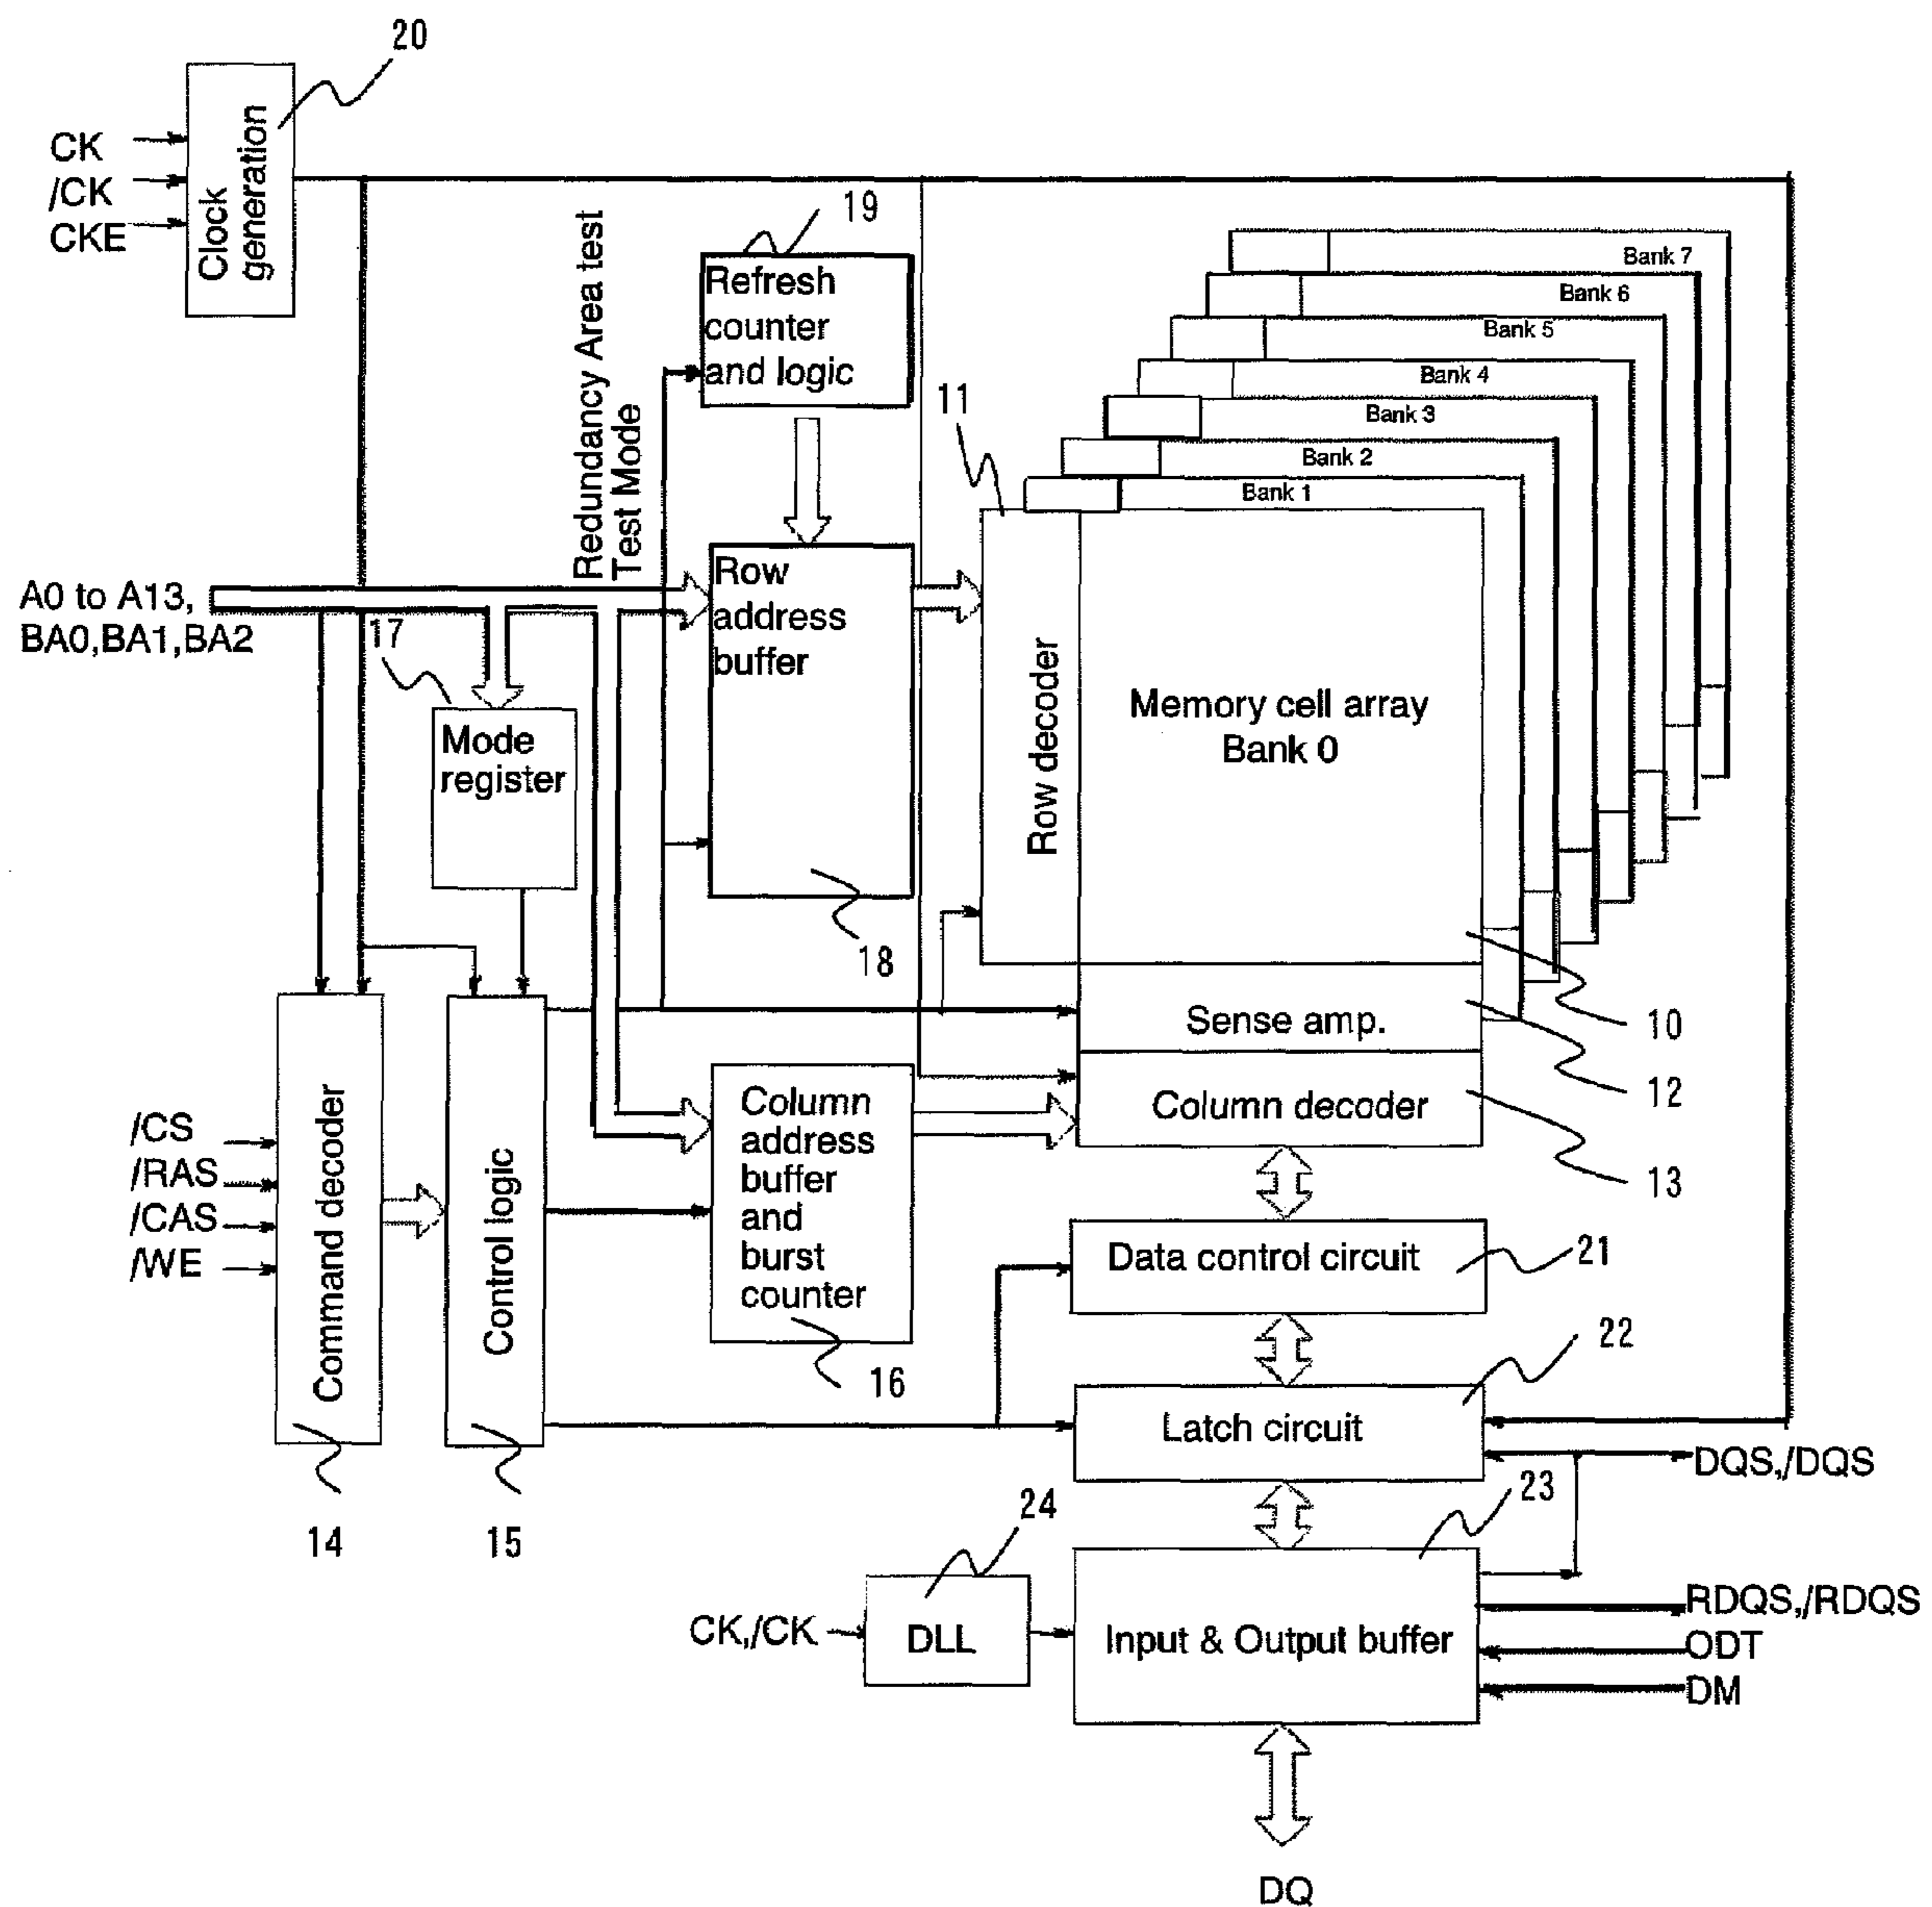 20
CK
/CK
CKE
Clock
generation
Redundancy Area test
Test Mode
19
Refresh
counter
and logic
Bank 7
Bank 6
Bank 5
Bank 4
Bank 3
Bank 2
Bank 1
11
A0 to A13,
BA0,BA1,BA2
17
Mode
register
Row
address
buffer
18
Row decoder
Memory cell array
Bank 0
10
Sense amp.
12
Column decoder
13
/CS
/RAS
/CAS
/WE
Command decoder
14
Control logic
15
Column
address
buffer
and
burst
counter
16
Data control circuit
21
22
Latch circuit
DQS,/DQS
23
24
CK,/CK
DLL
Input & Output buffer
RDQS,/RDQS
ODT
DM
DQ